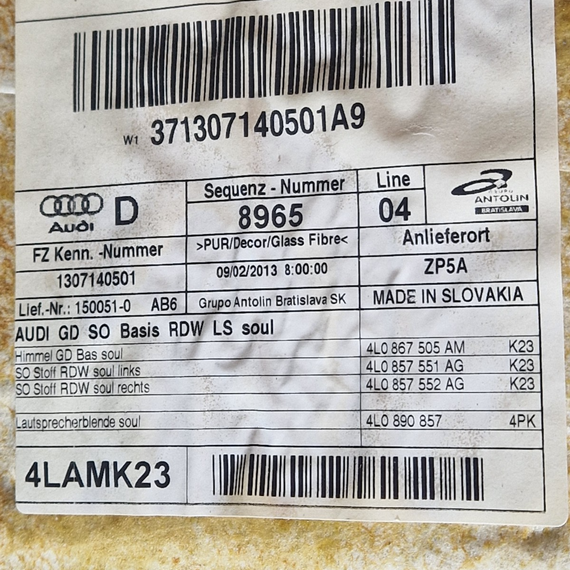 W1 371307140501A9
Audi D
Sequenz - Nummer
8965
Line
04
GRUPO
ANTOLIN
BRATISLAVA
FZ Kenn. -Nummer
1307140501
>PUR/Decor/Glass Fibre<
09/02/2013 8:00:00
Anlieferort
ZP5A
Lief.-Nr.: 150051-0 AB6
Grupo Antolin Bratislava SK
MADE IN SLOVAKIA
AUDI GD SO Basis RDW LS soul
Himmel GD Bas soul 4L0 867 505 AM K23
SO Stoff RDW soul links 4L0 857 551 AG K23
SO Stoff RDW soul rechts 4L0 857 552 AG K23
Lautsprecherblende soul 4L0 890 857 4PK
4LAMK23